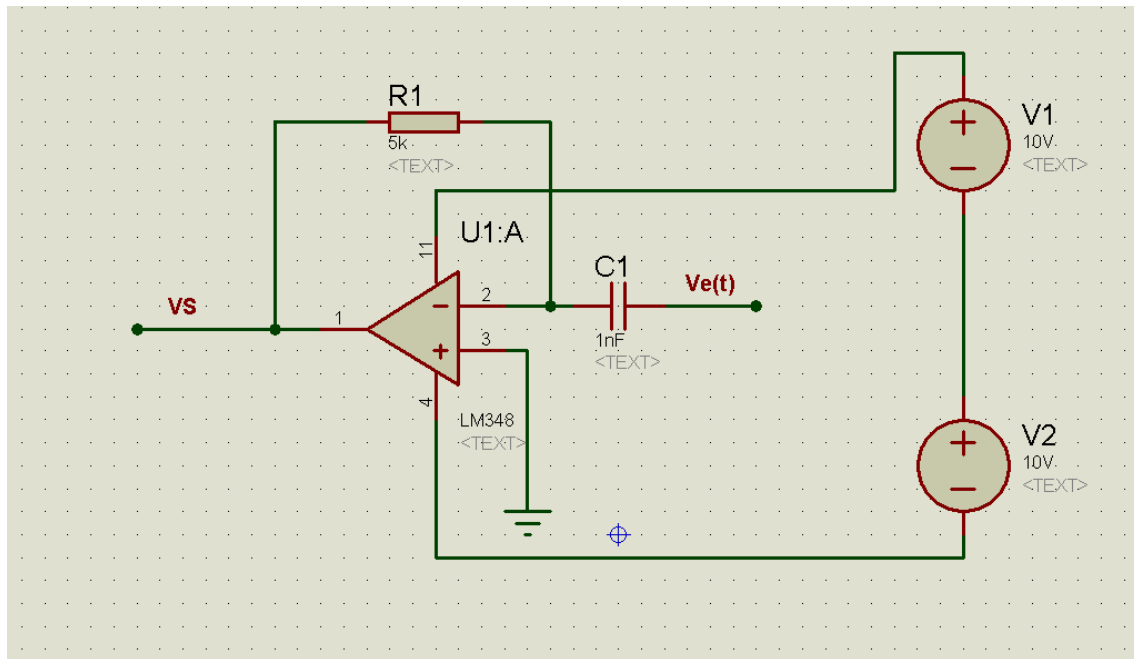 R1
5k
<TEXT>
V1
10V
<TEXT>
11
U1:A
C1
Ve(t)
2
VS
1
3
1nF
<TEXT>
4
LM348
<TEXT>
V2
10V
<TEXT>